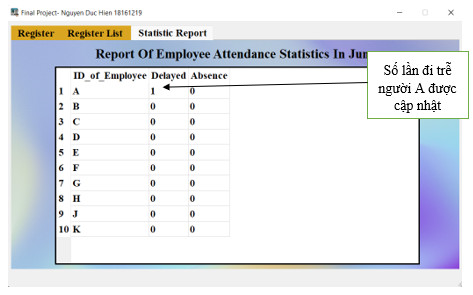 Final Project- Nguyen Duc Hien 18161219
Register Register List Statistic Report
Report Of Employee Attendance Statistics In Jun
ID_of_Employee Delayed Absence
1 A 1 0
2 B 0 0
3 C 0 0
4 D 0 0
5 E 0 0
6 F 0 0
7 G 0 0
8 H 0 0
9 J 0 0
10 K 0 0
Số lần đi trễ
người A được
cập nhật